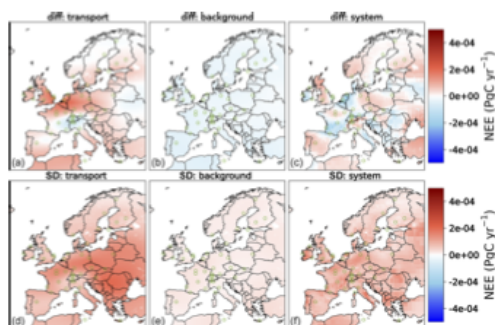 diff: transport diff: background diff: system
(a) (b) (c)
4e-04
2e-04
0e+00
-2e-04
-4e-04
NEE (PgC yr⁻¹)
SD: transport SD: background SD: system
(d) (e) (f)
4e-04
2e-04
0e+00
-2e-04
-4e-04
NEE (PgC yr⁻¹)